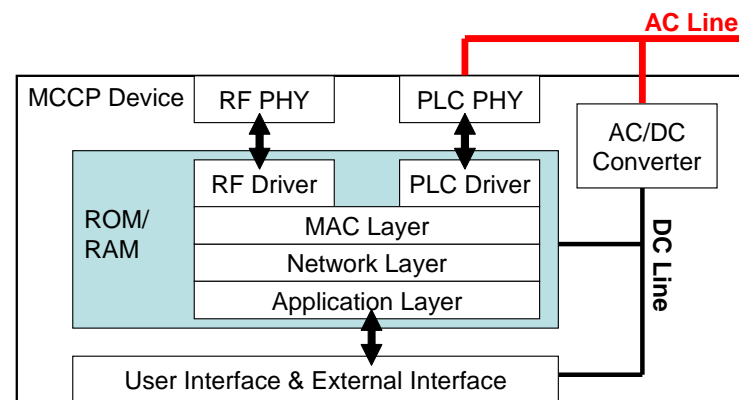 AC Line
MCCP Device
RF PHY
PLC PHY
AC/DC
Converter
RF Driver
PLC Driver
ROM/
RAM
MAC Layer
Network Layer
Application Layer
DC Line
User Interface & External Interface